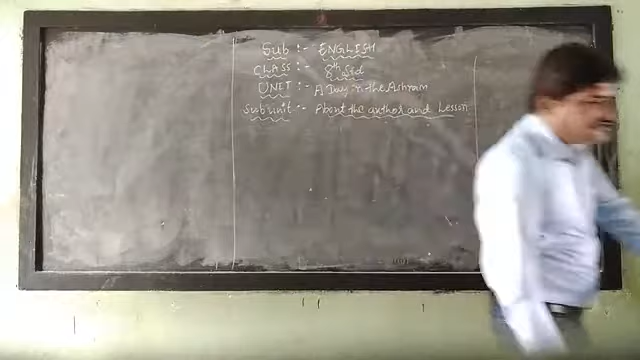 Sub :- ENGLISH
CLASS :- 8th Std
UNIT :- A Day in the Ashram
Sub unit :- About the author and Lesson